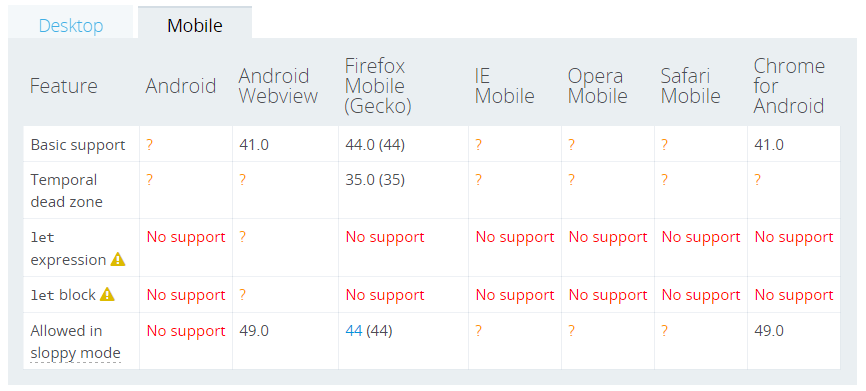 Desktop Mobile
Feature Android Android Webview Firefox Mobile (Gecko) IE Mobile Opera Mobile Safari Mobile Chrome for Android
Basic support ? 41.0 44.0 (44) ? ? ? 41.0
Temporal dead zone ? ? 35.0 (35) ? ? ? ?
let expression No support ? No support No support No support No support No support
let block No support ? No support No support No support No support No support
Allowed in sloppy mode No support 49.0 44 (44) ? ? ? 49.0